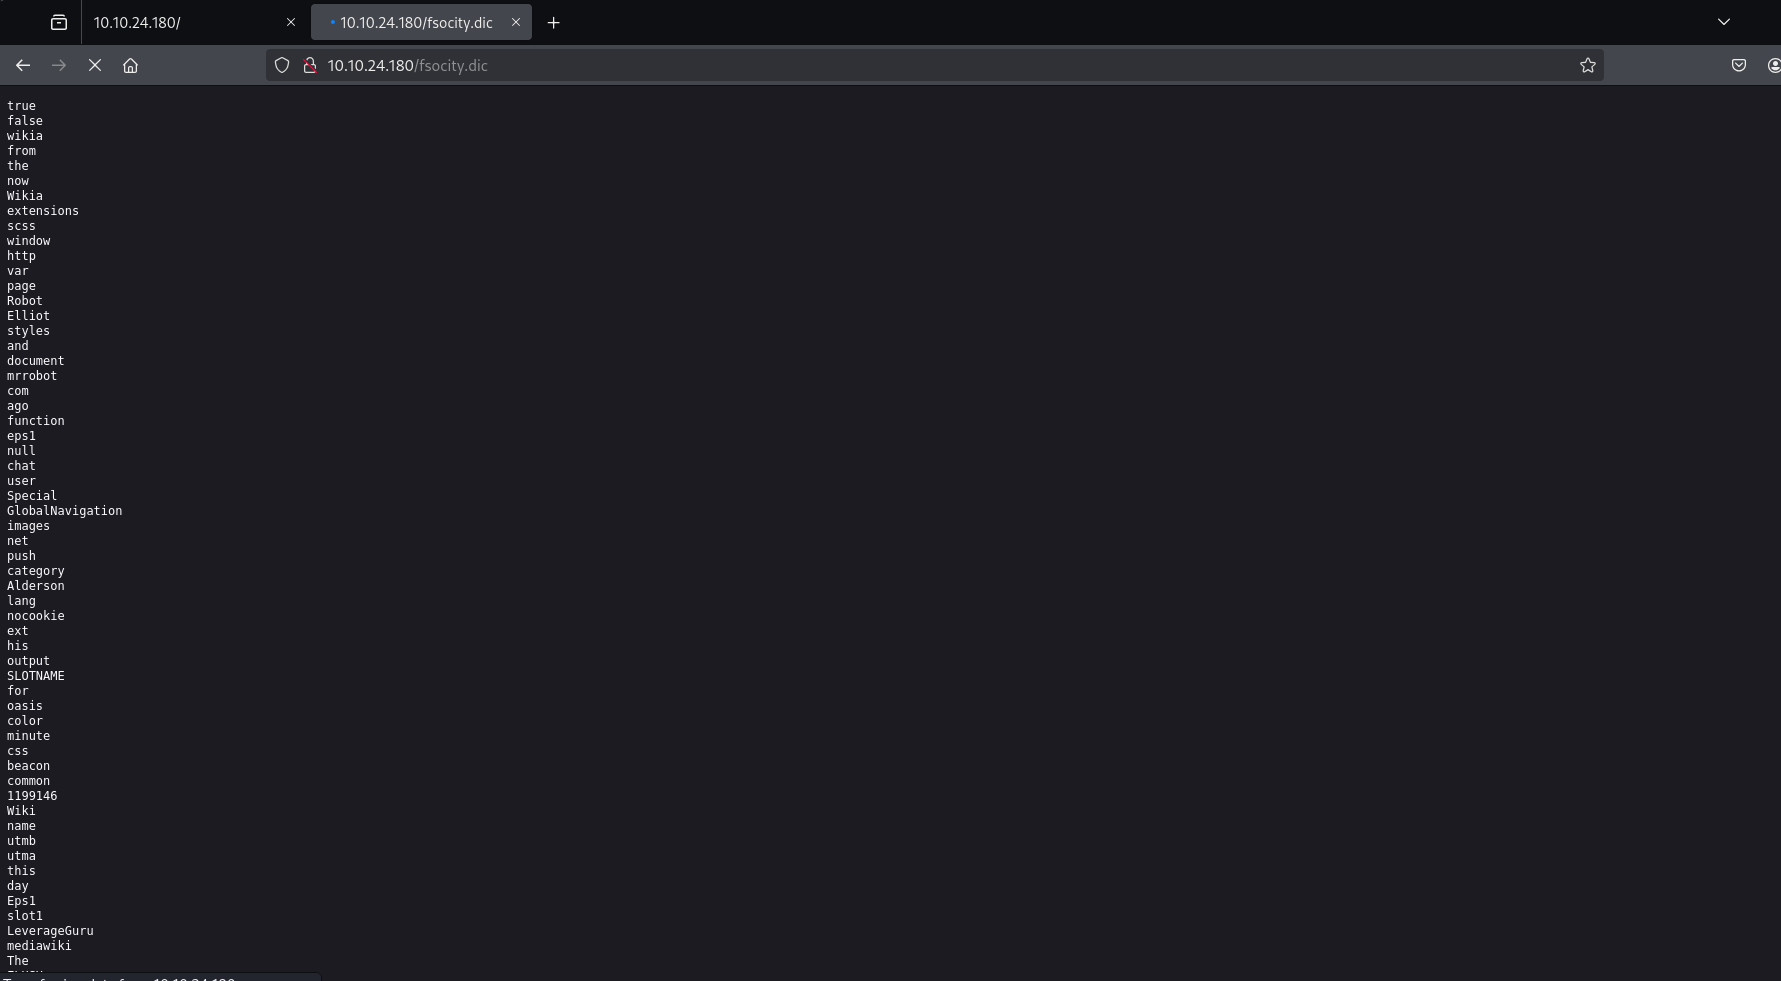 10.10.24.180/
10.10.24.180/fsocity.dic
10.10.24.180/fsocity.dic
true
false
wikia
from
the
now
Wikia
extensions
scss
window
http
var
page
Robot
Elliot
styles
and
document
mrrobot
com
ago
function
eps1
null
chat
user
Special
GlobalNavigation
images
net
push
category
Alderson
lang
nocookie
ext
his
output
SLOTNAME
for
oasis
color
minute
css
beacon
common
1199146
Wiki
name
utmb
utma
this
day
Eps1
slot1
LeverageGuru
mediawiki
The